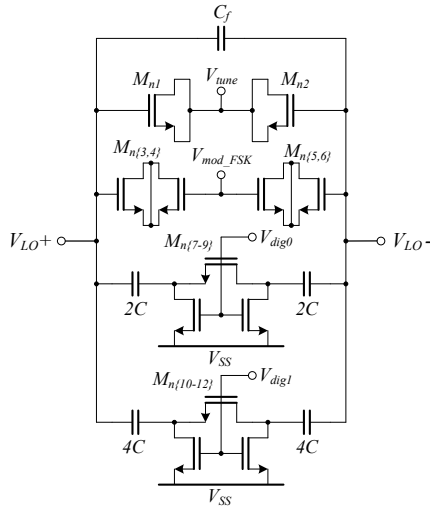 C_f
M_n1 V_tune M_n2
M_n{3,4} V_mod_FSK M_n{5,6}
V_LO+ V_LO-
M_n{7-9} V_dig0
2C 2C
V_SS
M_n{10-12} V_dig1
4C 4C
V_SS